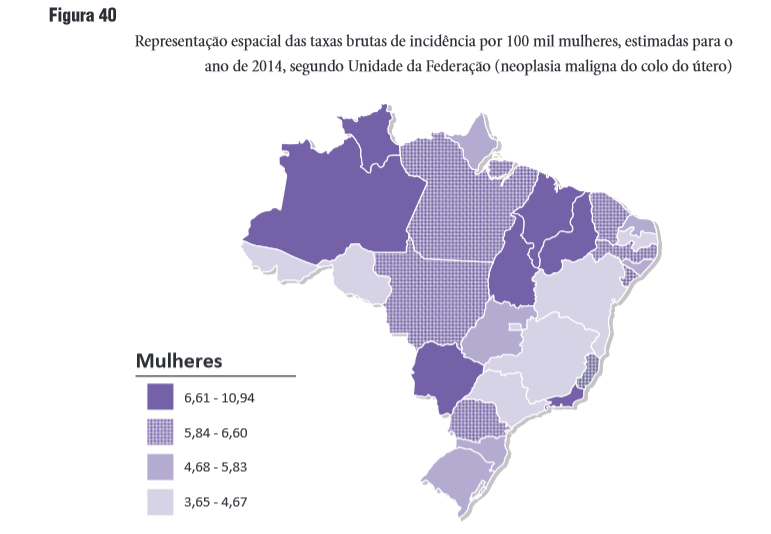 Figura 40
Representação espacial das taxas brutas de incidência por 100 mil mulheres, estimadas para o
ano de 2014, segundo Unidade da Federação (neoplasia maligna do colo do útero)
Mulheres
6,61 - 10,94
5,84 - 6,60
4,68 - 5,83
3,65 - 4,67